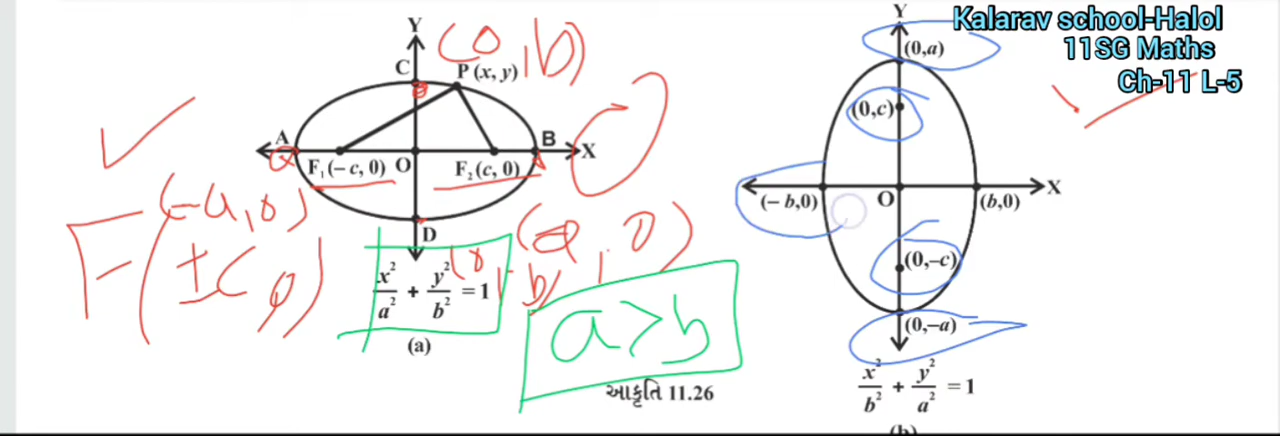 Kalarav school-Halol
11SG Maths
Ch-11 L-5
Y
(0,b)
C
P (x, y)
A
B
X
F₁(– c, 0)
O
F₂(c, 0)
(-a,0)
(a, 0)
F(±c, 0)
D
(0,-b)
x²/a² + y²/b² = 1
a>b
(a)
આકૃતિ 11.26
Y
(0,a)
(0,c)
(– b,0)
O
(b,0)
X
(0,–c)
(0,–a)
x²/b² + y²/a² = 1
(b)